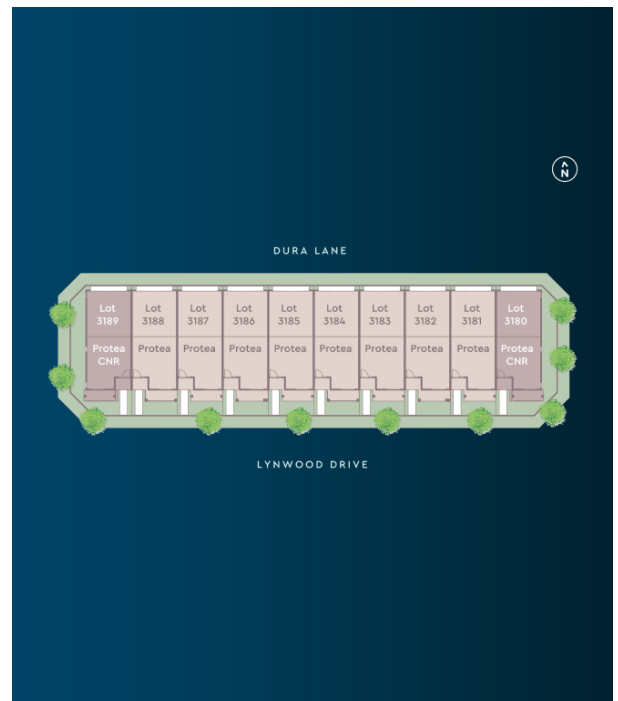 N
DURA LANE
Lot Lot Lot Lot Lot Lot Lot Lot Lot Lot
3189 3188 3187 3186 3185 3184 3183 3182 3181 3180
Protea Protea Protea Protea Protea Protea Protea Protea Protea Protea
CNR CNR
LYNWOOD DRIVE